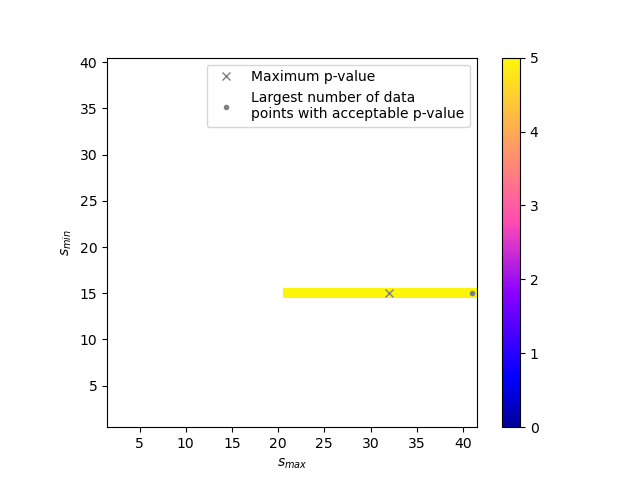 Maximum p-value
Largest number of data
points with acceptable p-value
40
35
30
25
20
15
10
5
s_min
5 10 15 20 25 30 35 40
s_max
5
4
3
2
1
0